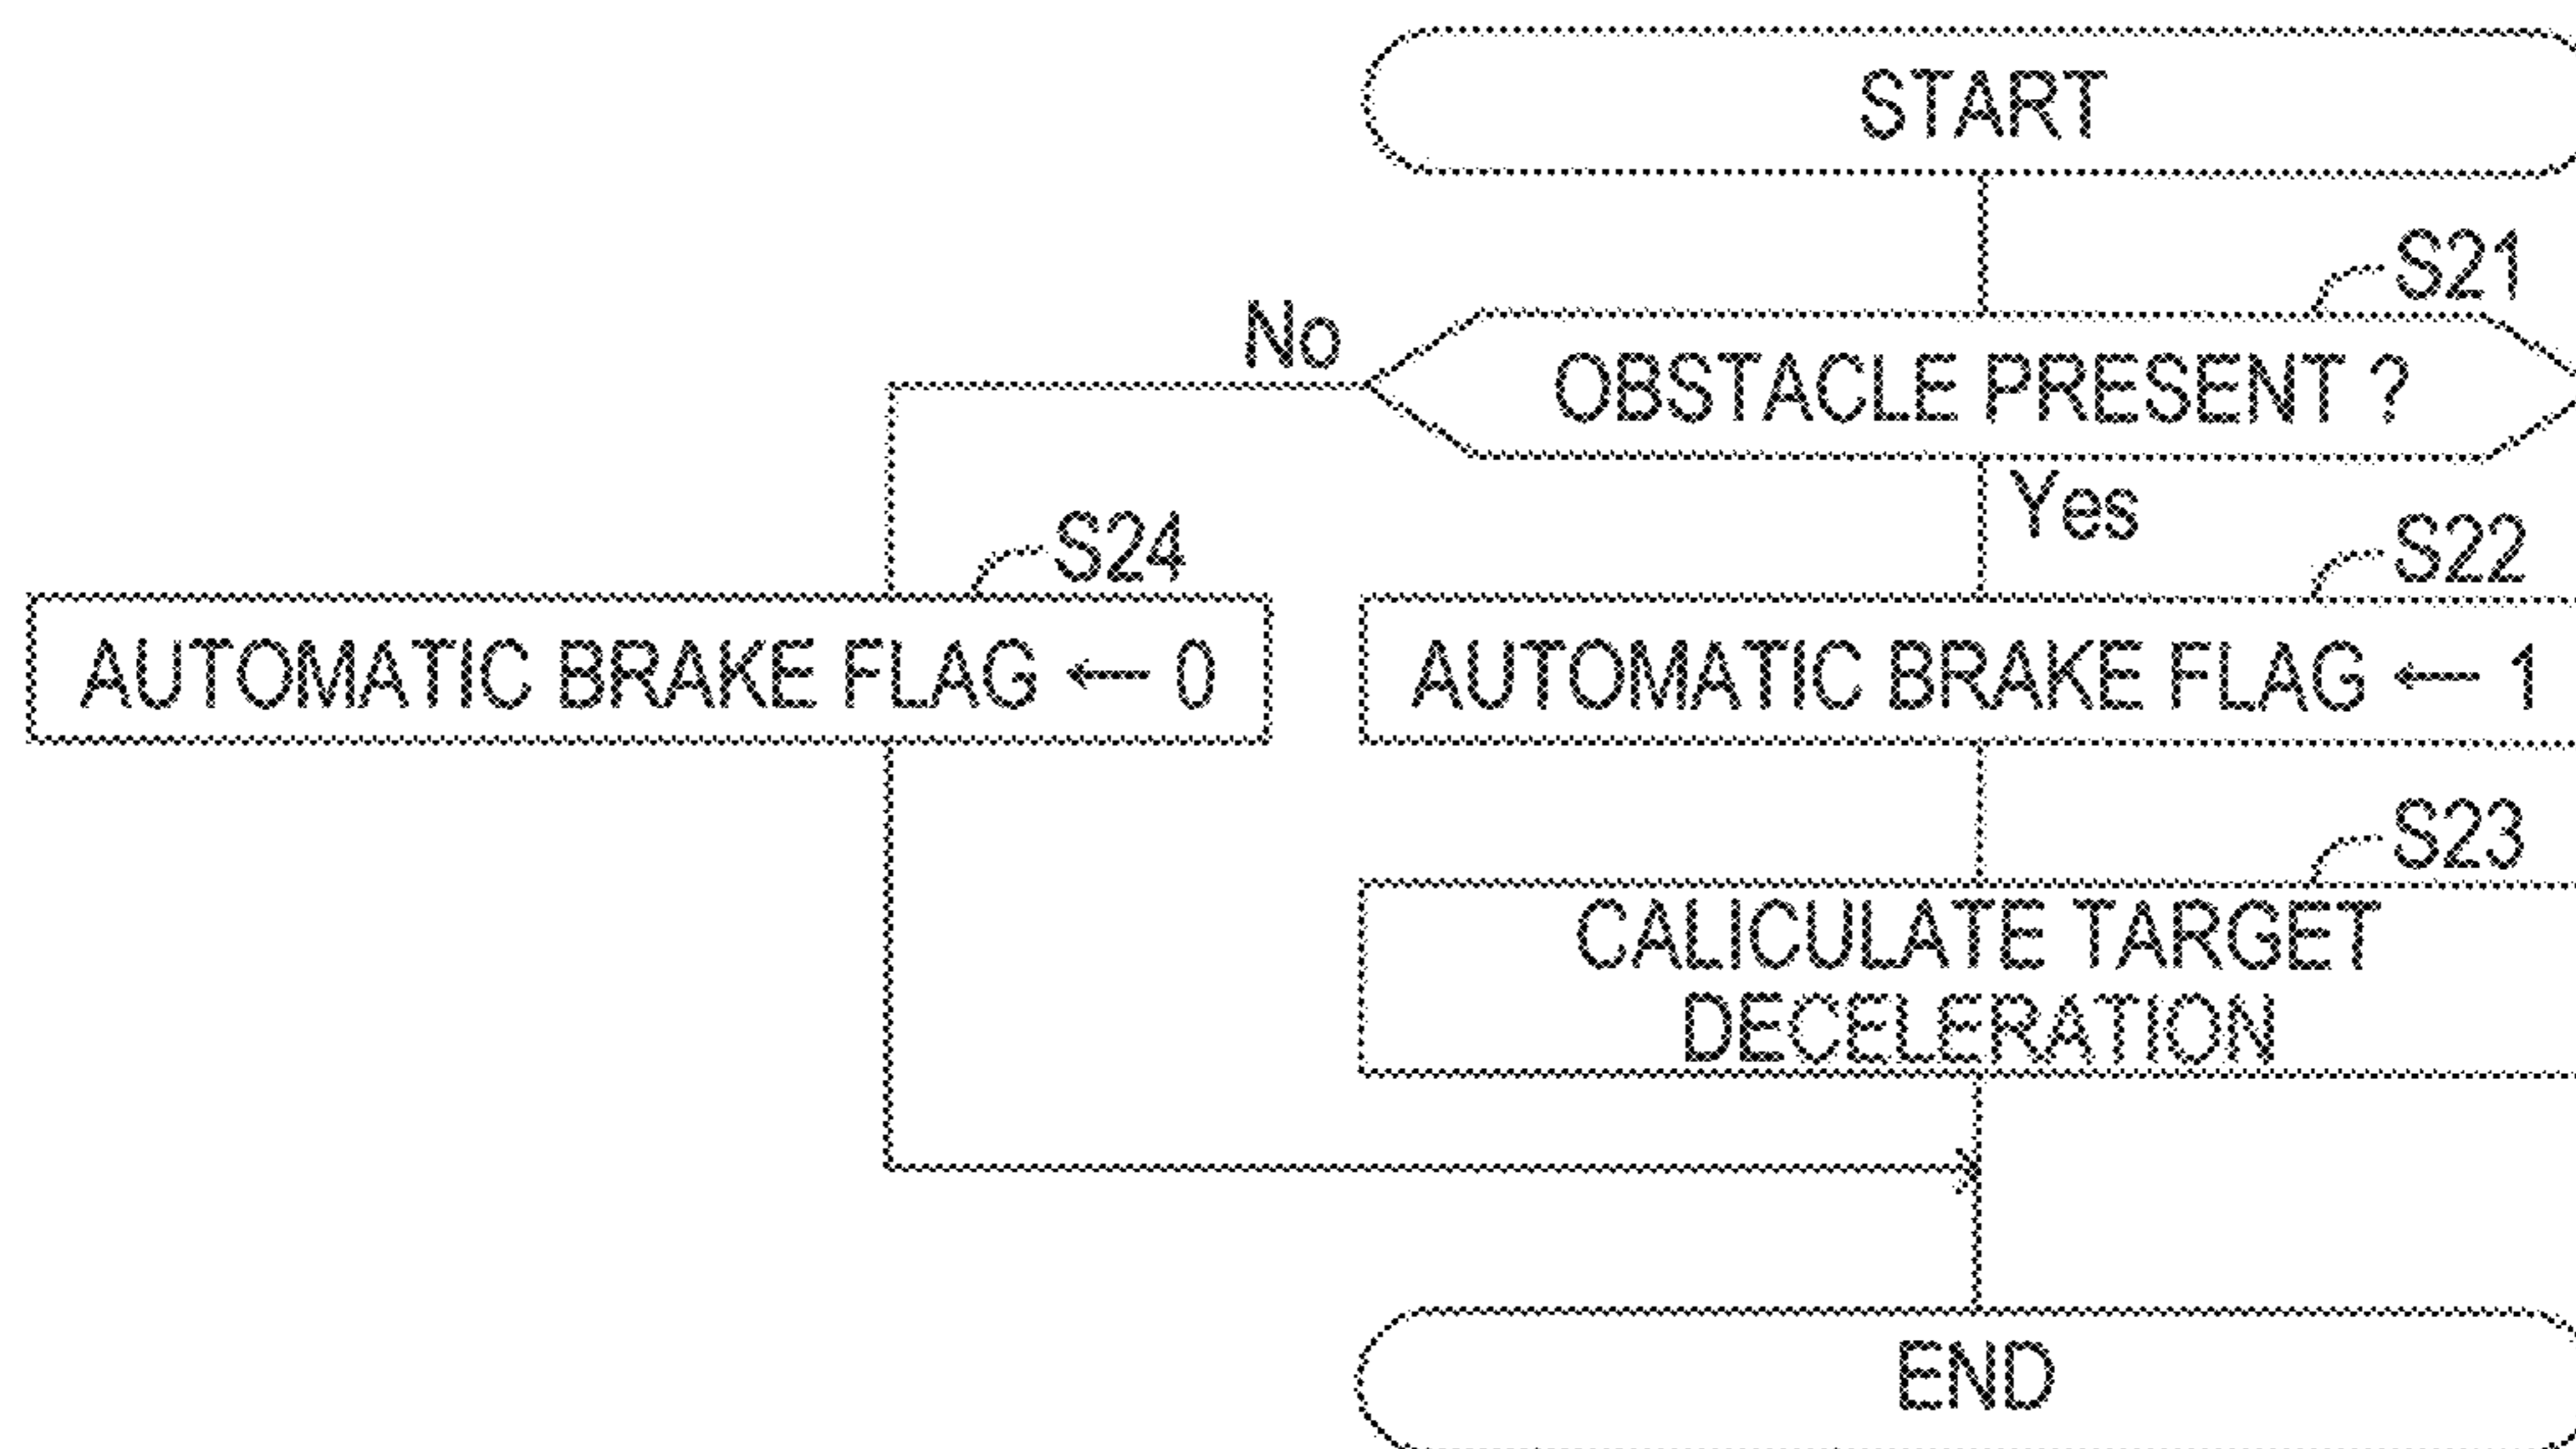 START
S21
No
OBSTACLE PRESENT ?
Yes
S24
S22
AUTOMATIC BRAKE FLAG ← 0
AUTOMATIC BRAKE FLAG ← 1
S23
CALICULATE TARGET
DECELERATION
END